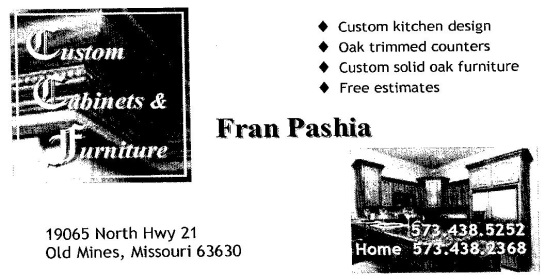 Custom
Cabinets &
Furniture
♦ Custom kitchen design
♦ Oak trimmed counters
♦ Custom solid oak furniture
♦ Free estimates
Fran Pashia
573.438.5252
Home 573.438.2368
19065 North Hwy 21
Old Mines, Missouri 63630